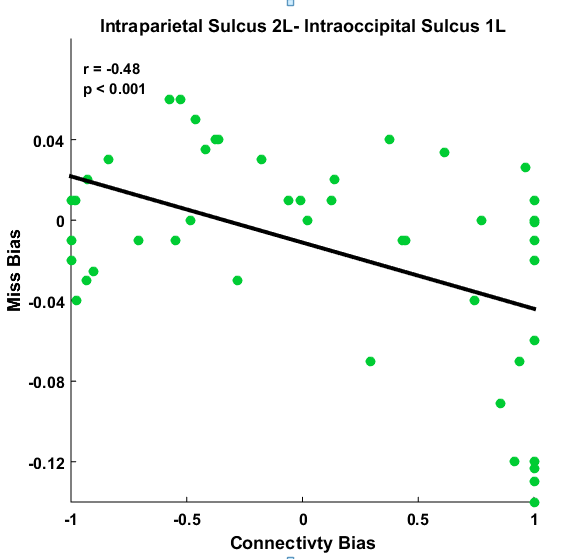 Intraparietal Sulcus 2L- Intraoccipital Sulcus 1L
r = -0.48
p < 0.001
0.04
0
-0.04
-0.08
-0.12
Miss Bias
-1
-0.5
0
0.5
1
Connectivty Bias